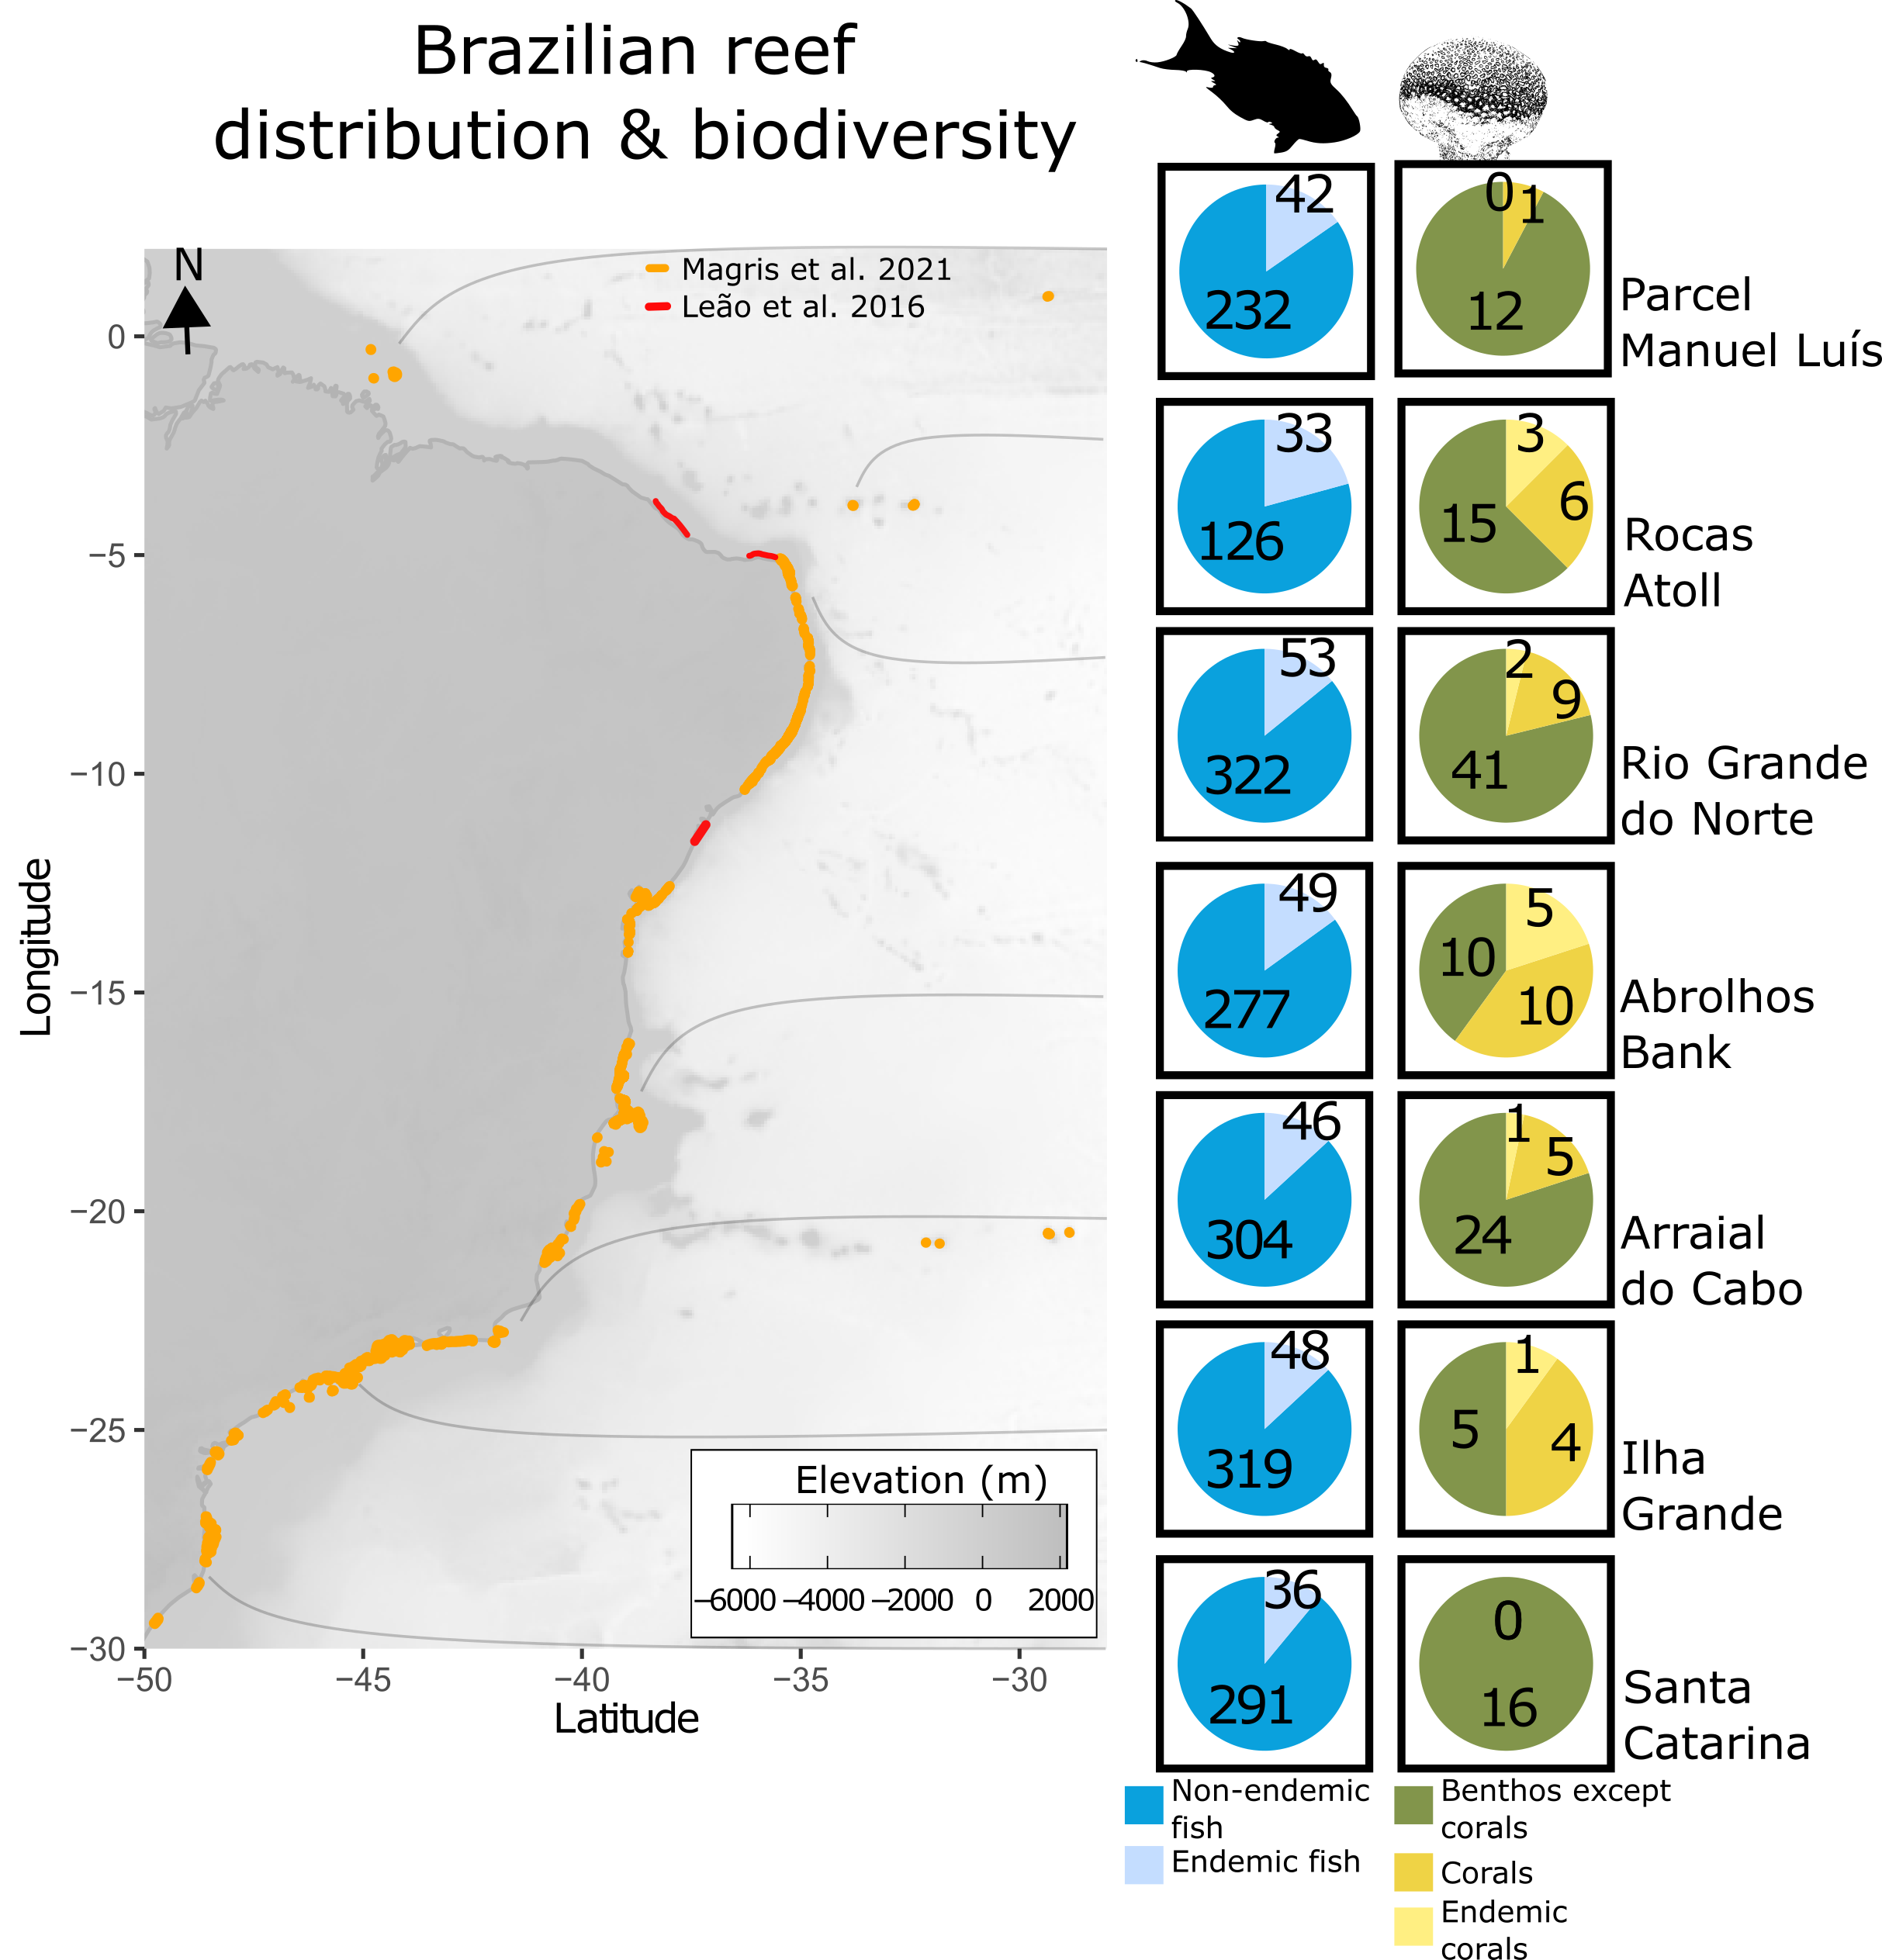 Brazilian reef
distribution & biodiversity
N
Magris et al. 2021
Leão et al. 2016
0
−5
−10
−15
−20
−25
−30
Longitude
−50
−45
−40
−35
−30
Latitude
Elevation (m)
−6000
−4000
−2000
0
2000
42
232
0
1
12
Parcel
Manuel Luís
33
126
3
6
15
Rocas
Atoll
53
322
2
9
41
Rio Grande
do Norte
49
277
5
10
10
Abrolhos
Bank
46
304
1
5
24
Arraial
do Cabo
48
319
1
5
4
Ilha
Grande
36
291
0
16
Santa
Catarina
Non-endemic
fish
Endemic fish
Benthos except
corals
Corals
Endemic
corals